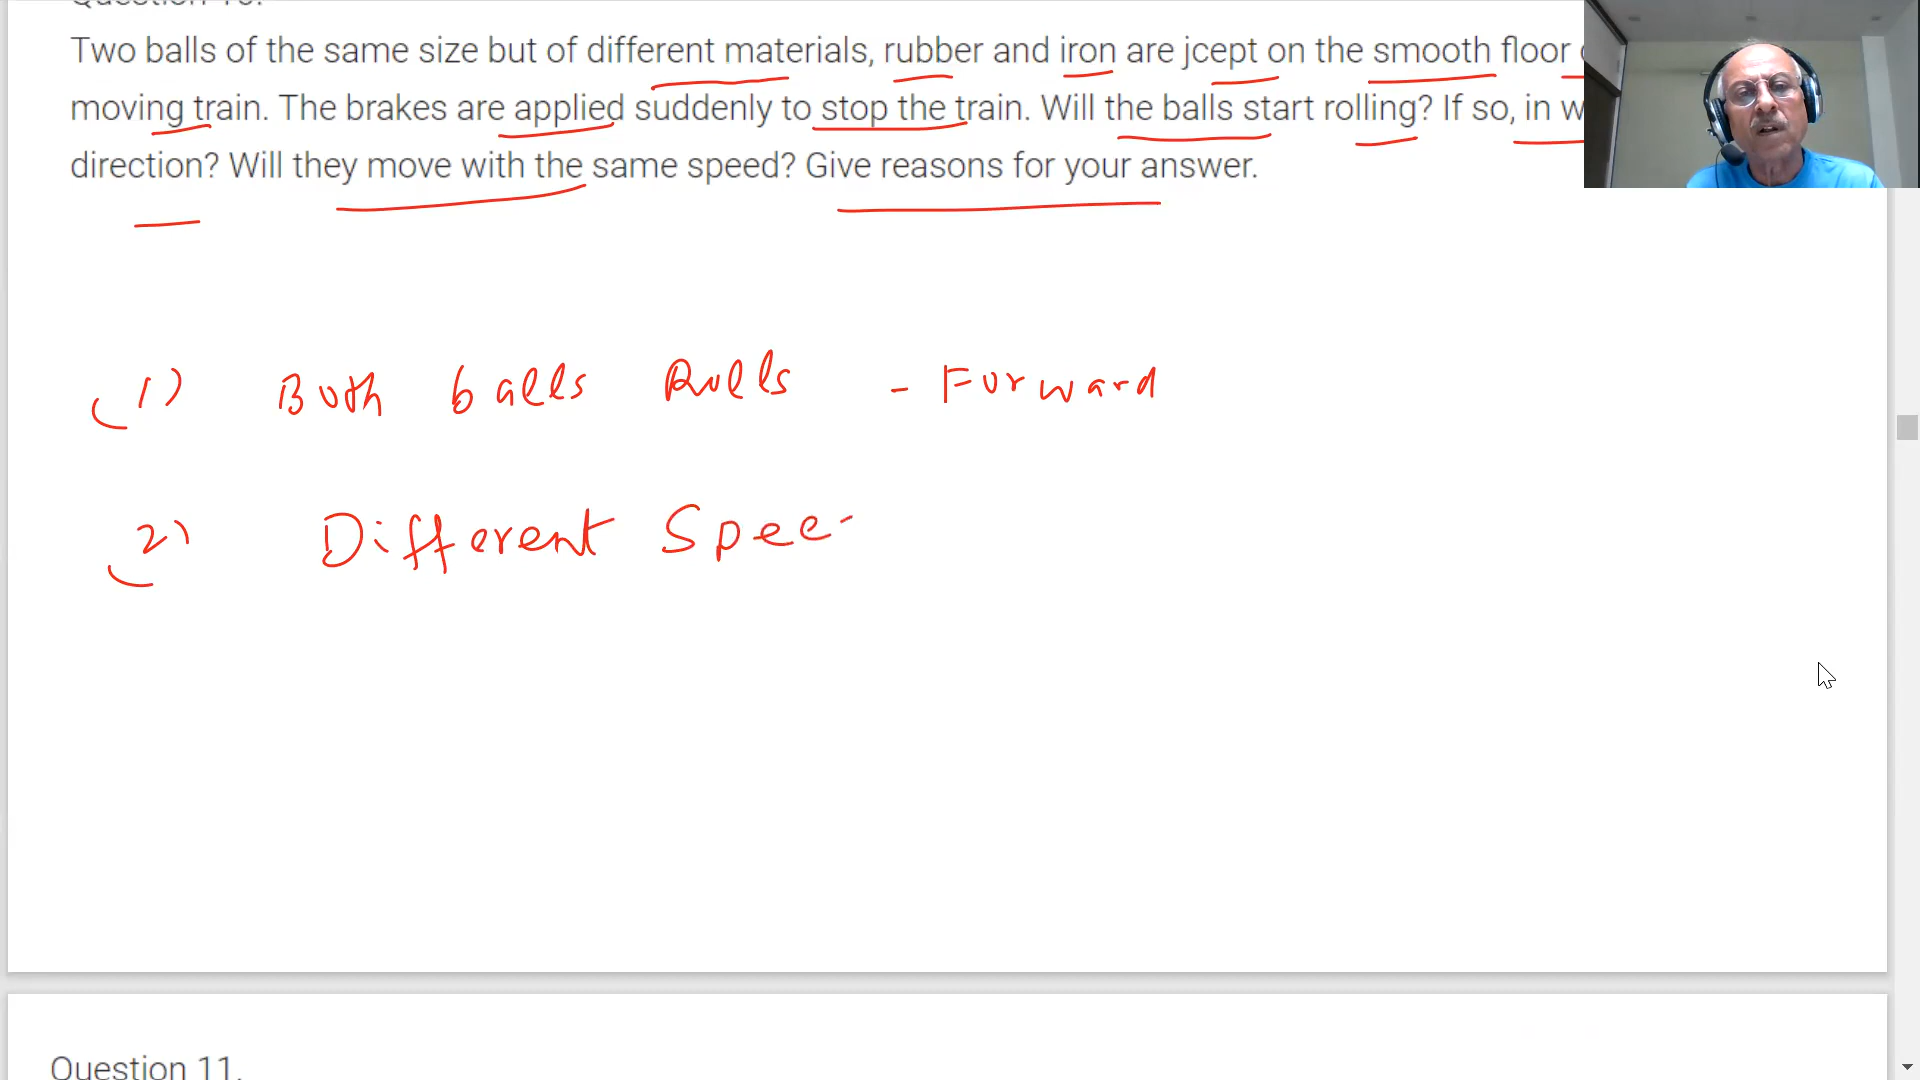 Two balls of the same size but of different materials, rubber and iron are jcept on the smooth floor
moving train. The brakes are applied suddenly to stop the train. Will the balls start rolling? If so, in w
direction? Will they move with the same speed? Give reasons for your answer.
1) Both balls Rolls - Forward
2) Different Spee
Question 11.